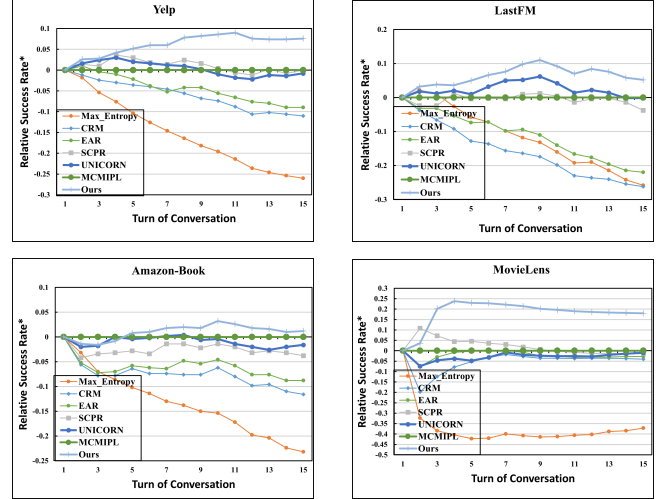 Yelp
Relative Success Rate*
0.1
0.05
0
-0.05
-0.1
-0.15
-0.2
-0.25
-0.3
Max_Entropy
CRM
EAR
SCPR
UNICORN
MCMIPL
Ours
1 3 5 7 9 11 13 15
Turn of Conversation
LastFM
Relative Success Rate*
0.2
0.1
0
-0.1
-0.2
-0.3
Max_Entropy
CRM
EAR
SCPR
UNICORN
MCMIPL
Ours
1 2 3 4 5 6 7 8 9 10 11 12 13 14 15
Turn of Conversation
Amazon-Book
Relative Success Rate*
0.1
0.05
0
-0.05
-0.1
-0.15
-0.2
-0.25
Max_Entropy
CRM
EAR
SCPR
UNICORN
MCMIPL
Ours
1 3 5 7 9 11 13 15
Turn of Conversation
MovieLens
Relative Success Rate*
0.3
0.25
0.2
0.15
0.1
0.05
0
-0.05
-0.1
-0.15
-0.2
-0.25
-0.3
-0.35
-0.4
-0.45
-0.5
Max_Entropy
CRM
EAR
SCPR
UNICORN
MCMIPL
Ours
1 3 5 7 9 11 13 15
Turn of Conversation